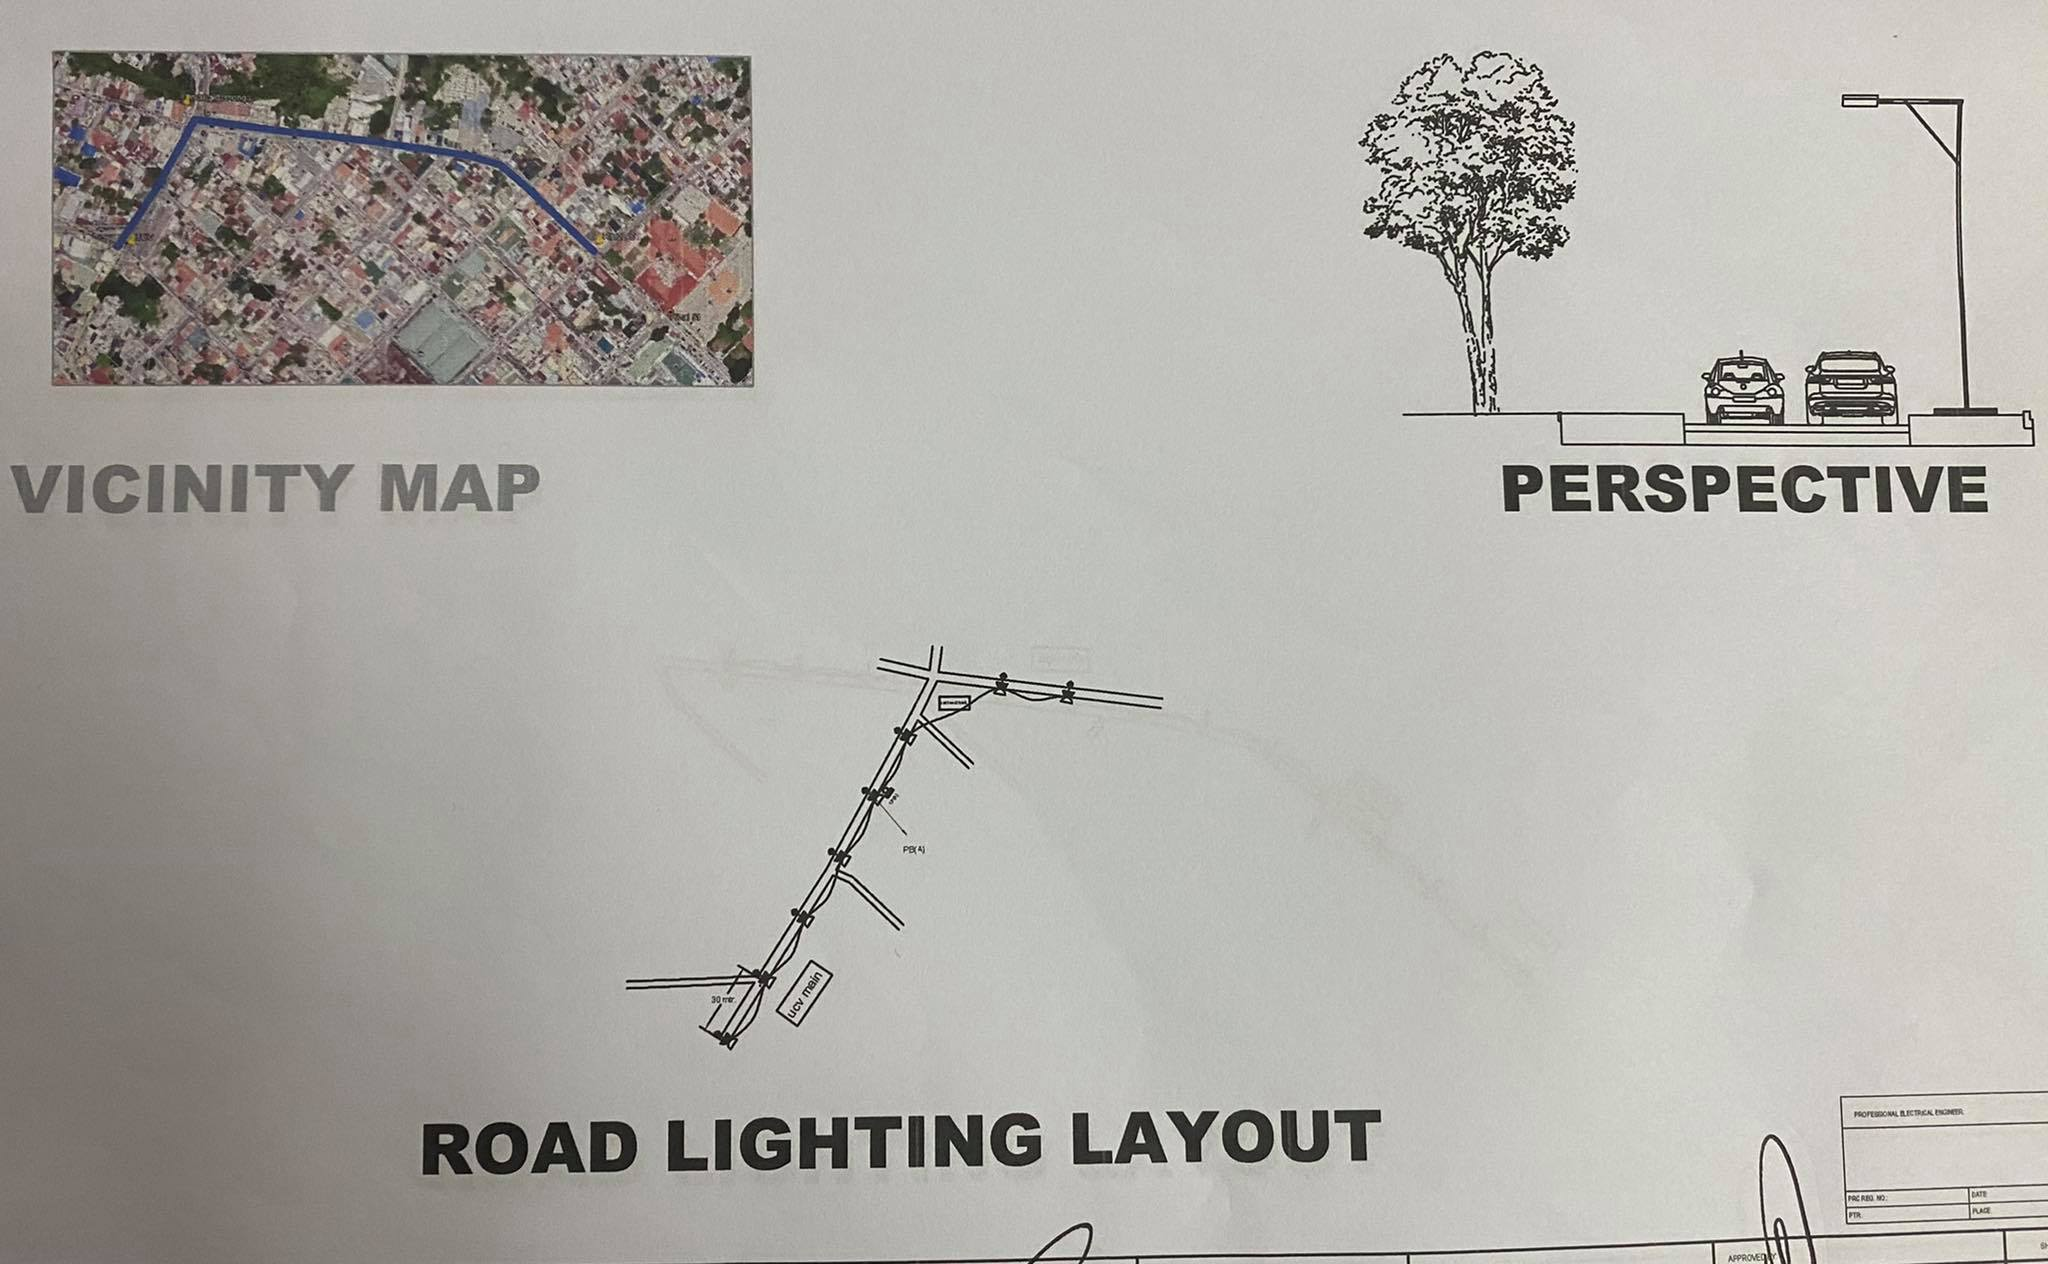 VICINITY MAP
PERSPECTIVE
PB(A)
30 mtr.
ucv main
ROAD LIGHTING LAYOUT
PROFESSIONAL ELECTRICAL ENGINEER
PRC REG. NO.:
DATE
PTR
PLACE
APPROVED BY: